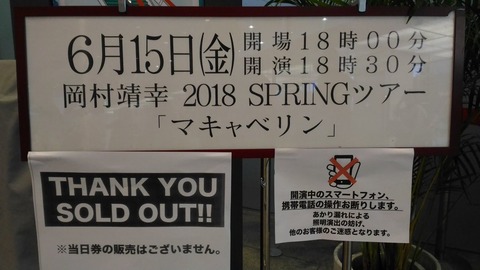 6月15日㈮ 開場18時00分
開演18時30分
岡村靖幸 2018 SPRINGツアー
「マキャベリン」
THANK YOU
SOLD OUT!!
※当日券の販売はございません。
開演中のスマートフォン、
携帯電話の操作お断りします。
あかり漏れによる
照明演出の妨げ、
他のお客様のご迷惑となります。